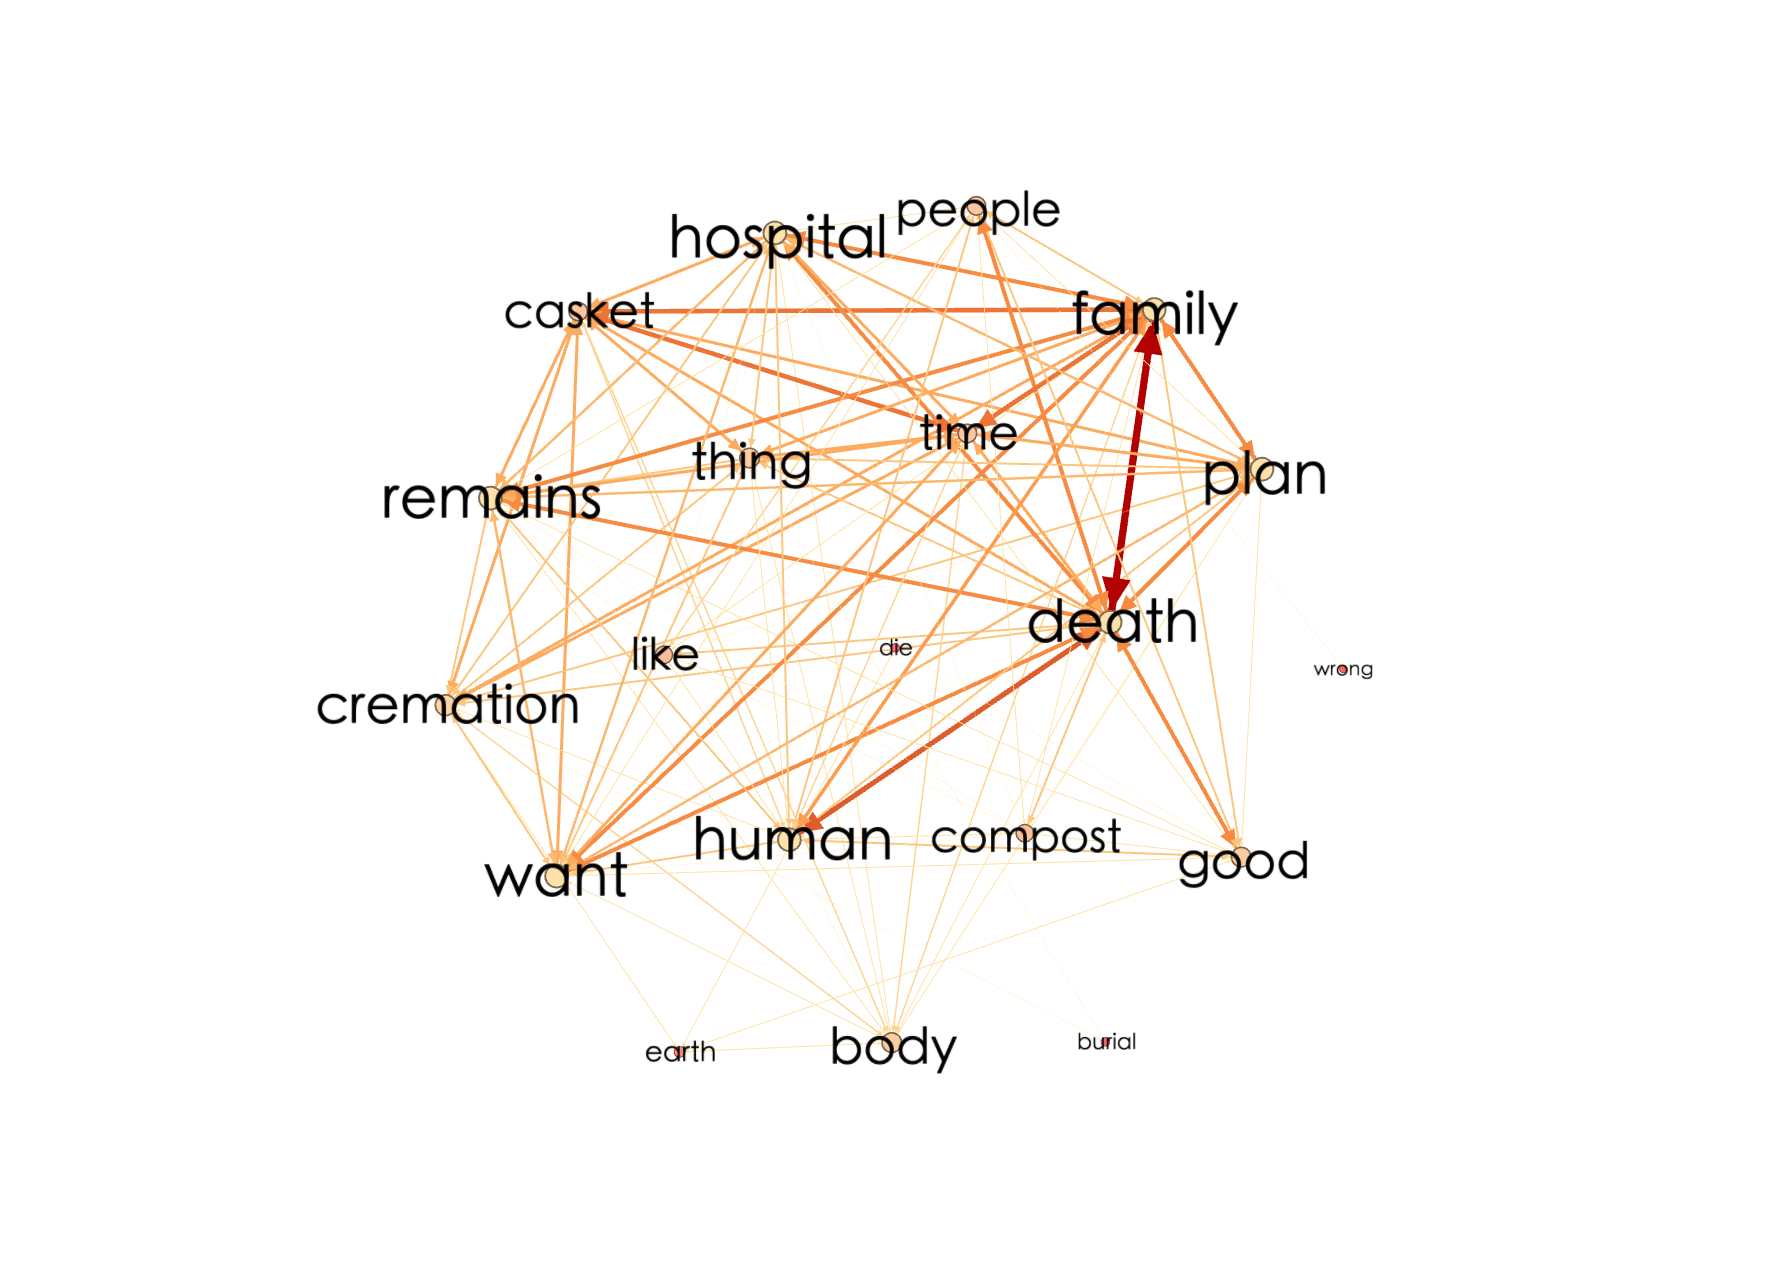 people
hospital
casket
family
time
thing
plan
remains
death
like
die
wrong
cremation
human
compost
good
want
earth
body
burial